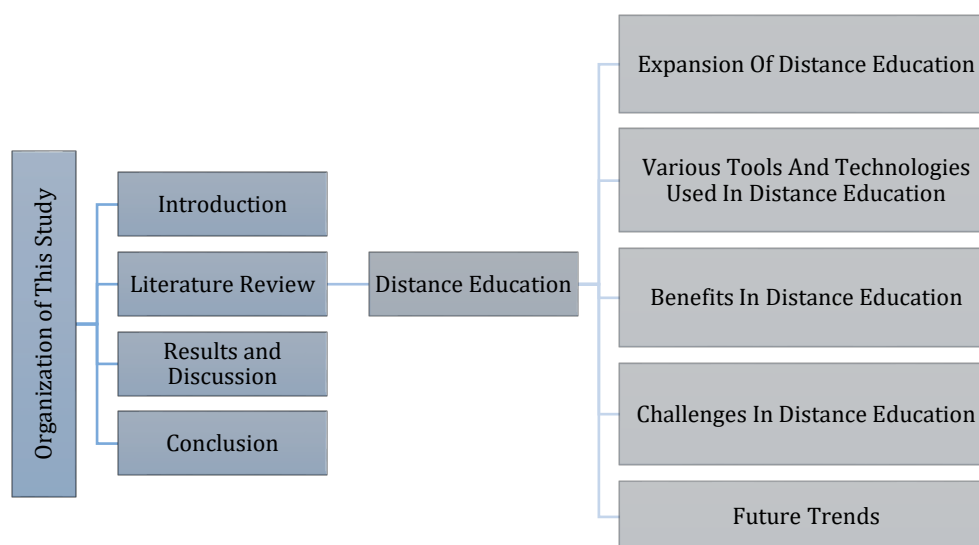 Organization of This Study
Introduction
Literature Review
Results and
Discussion
Conclusion
Distance Education
Expansion Of Distance Education
Various Tools And Technologies
Used In Distance Education
Benefits In Distance Education
Challenges In Distance Education
Future Trends